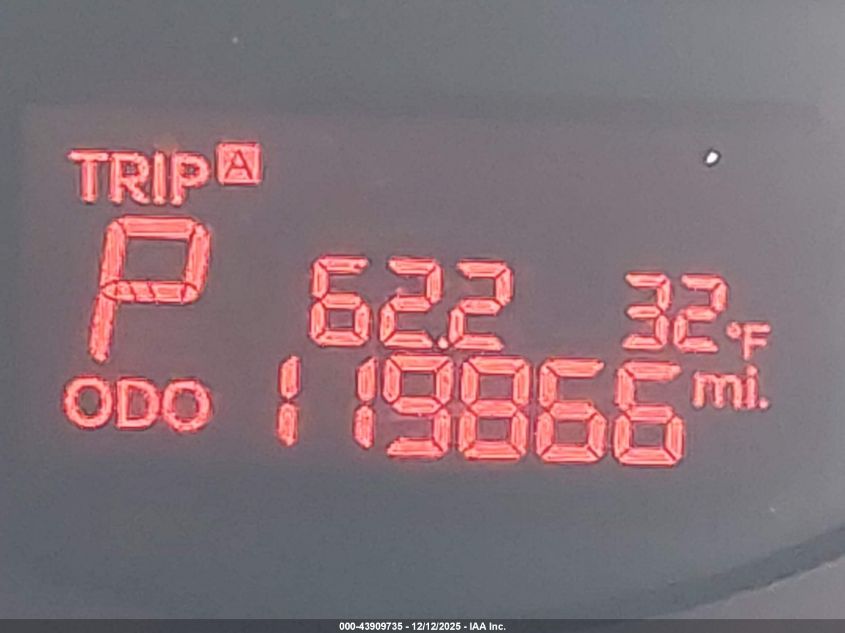 TRIP A
P 62.2 32°F
ODO 119866 mi.
000-43909735 - 12/12/2025 - IAA Inc.